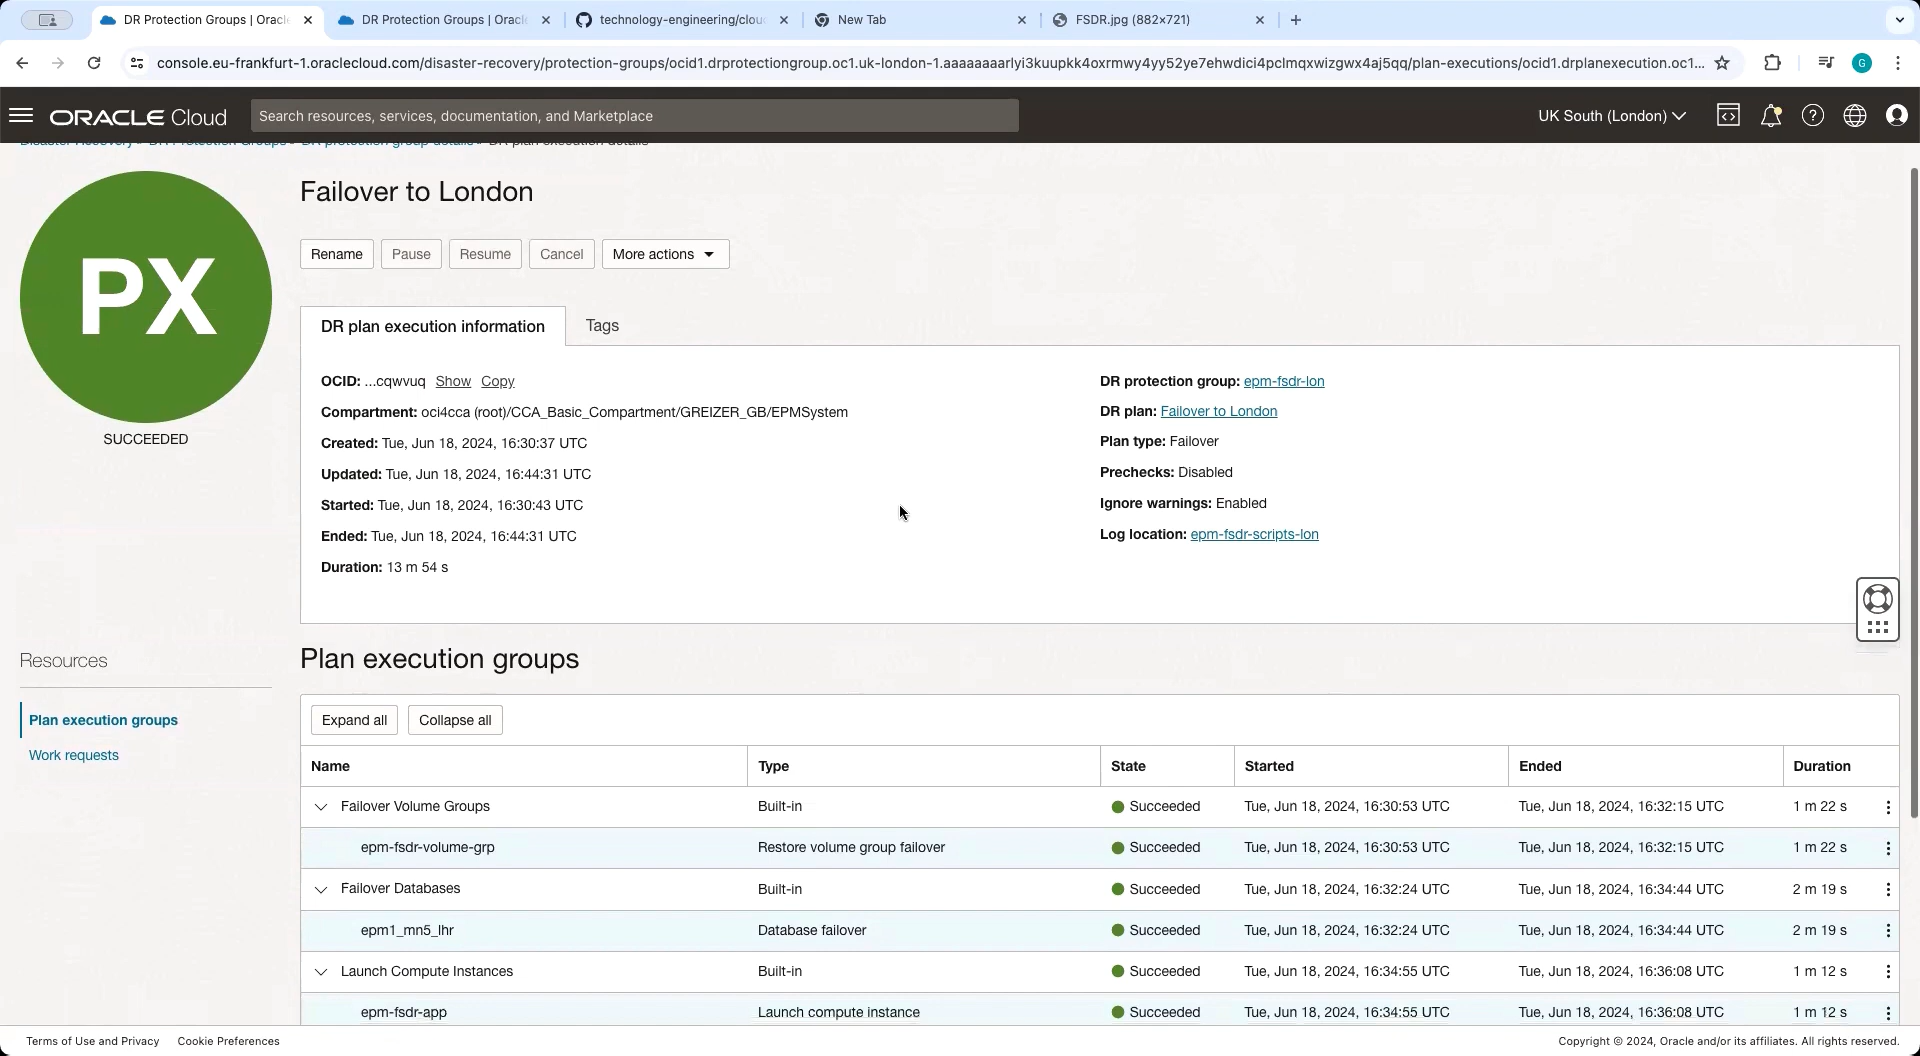 DR Protection Groups | Oracle
DR Protection Groups | Oracl
technology-engineering/cloud
New Tab
FSDR.jpg (882×721)
console.eu-frankfurt-1.oraclecloud.com/disaster-recovery/protection-groups/ocid1.drprotectiongroup.oc1.uk-london-1.aaaaaaaarlyi3kuupkk4oxrmwy4yy52ye7ehwdici4pclmqxwizgwx4aj5qq/plan-executions/ocid1.drplanexecution.oc1...
G
ORACLE Cloud
Search resources, services, documentation, and Marketplace
UK South (London)
Disaster Recovery DR Protection Groups DR protection group details DR plan execution details
PX
SUCCEEDED
Failover to London
Rename Pause Resume Cancel More actions
DR plan execution information
Tags
OCID: ...cqwvuq Show Copy
Compartment: oci4cca (root)/CCA_Basic_Compartment/GREIZER_GB/EPMSystem
Created: Tue, Jun 18, 2024, 16:30:37 UTC
Updated: Tue, Jun 18, 2024, 16:44:31 UTC
Started: Tue, Jun 18, 2024, 16:30:43 UTC
Ended: Tue, Jun 18, 2024, 16:44:31 UTC
Duration: 13 m 54 s
DR protection group: epm-fsdr-lon
DR plan: Failover to London
Plan type: Failover
Prechecks: Disabled
Ignore warnings: Enabled
Log location: epm-fsdr-scripts-lon
Resources
Plan execution groups
Work requests
Plan execution groups
Expand all Collapse all
Name Type State Started Ended Duration
Failover Volume Groups Built-in Succeeded Tue, Jun 18, 2024, 16:30:53 UTC Tue, Jun 18, 2024, 16:32:15 UTC 1 m 22 s
epm-fsdr-volume-grp Restore volume group failover Succeeded Tue, Jun 18, 2024, 16:30:53 UTC Tue, Jun 18, 2024, 16:32:15 UTC 1 m 22 s
Failover Databases Built-in Succeeded Tue, Jun 18, 2024, 16:32:24 UTC Tue, Jun 18, 2024, 16:34:44 UTC 2 m 19 s
epm1_mn5_lhr Database failover Succeeded Tue, Jun 18, 2024, 16:32:24 UTC Tue, Jun 18, 2024, 16:34:44 UTC 2 m 19 s
Launch Compute Instances Built-in Succeeded Tue, Jun 18, 2024, 16:34:55 UTC Tue, Jun 18, 2024, 16:36:08 UTC 1 m 12 s
epm-fsdr-app Launch compute instance Succeeded Tue, Jun 18, 2024, 16:34:55 UTC Tue, Jun 18, 2024, 16:36:08 UTC 1 m 12 s
Terms of Use and Privacy Cookie Preferences
Copyright © 2024, Oracle and/or its affiliates. All rights reserved.